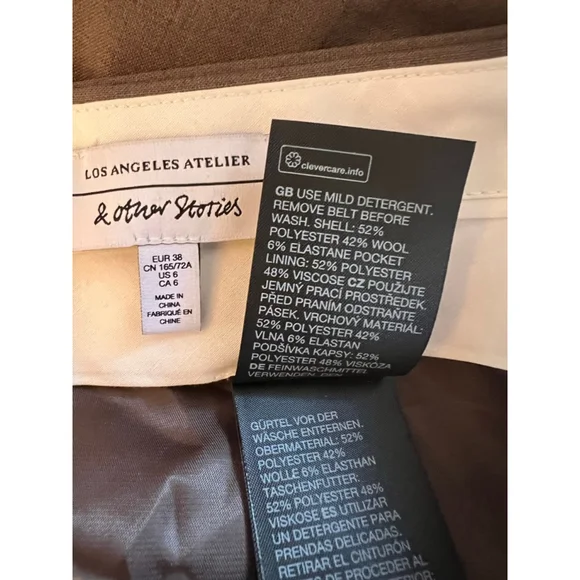 LOS ANGELES ATELIER
& other Stories
EUR 38
CN 165/72A
US 6
CA 6
MADE IN
CHINA
FABRIQUÉ EN
CHINE
clevercare.info
GB USE MILD DETERGENT.
REMOVE BELT BEFORE
WASH. SHELL: 52%
POLYESTER 42% WOOL
6% ELASTANE POCKET
LINING: 52% POLYESTER
48% VISCOSE CZ POUŽIJTE
JEMNÝ PRACÍ PROSTŘEDEK.
PŘED PRANÍM ODSTRAŇTE
PÁSEK. VRCHOVÝ MATERIÁL:
52% POLYESTER 42%
VLNA 6% ELASTAN
PODŠÍVKA KAPSY: 52%
POLYESTER 48% VISKÓZA
DE FEINWASCHMITTEL
VERWENDEN. DEN
GÜRTEL VOR DER
WÄSCHE ENTFERNEN.
OBERMATERIAL: 52%
POLYESTER 42%
WOLLE 6% ELASTHAN
TASCHENFUTTER:
52% POLYESTER 48%
VISKOSE ES UTILIZAR
UN DETERGENTE PARA
PRENDAS DELICADAS.
RETIRAR EL CINTURÓN
ANTES DE PROCEDER AL